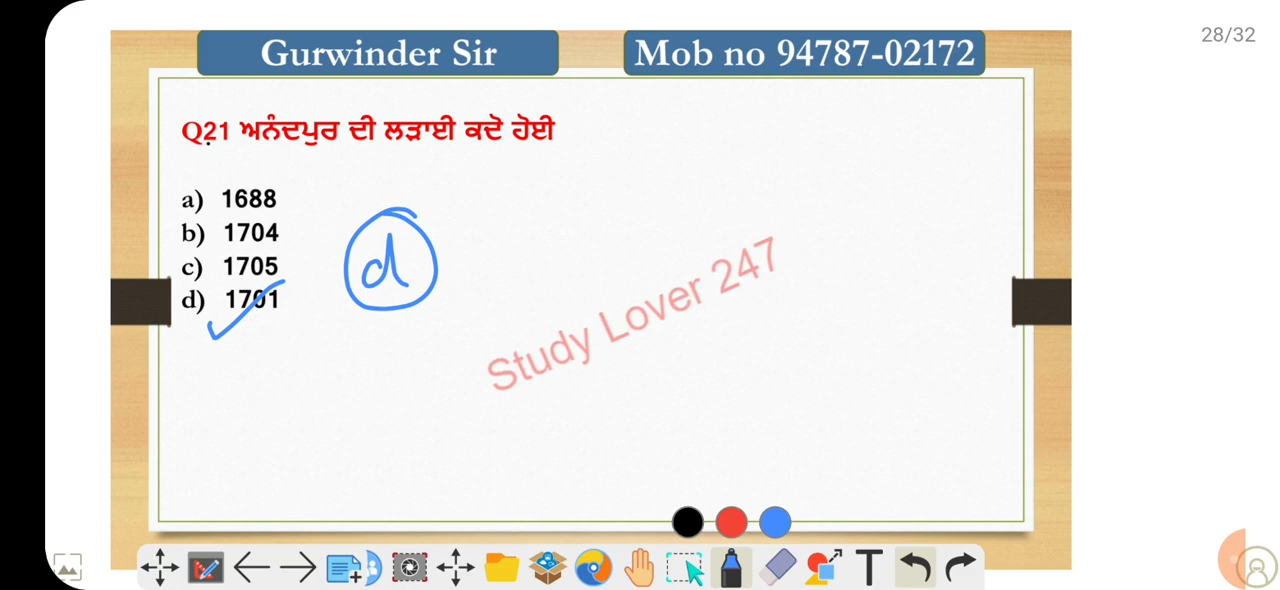 28/32
Gurwinder Sir
Mob no 94787-02172
Q21 ਅਨੰਦਪੁਰ ਦੀ ਲੜਾਈ ਕਦੋ ਹੋਈ
a) 1688
b) 1704
c) 1705
d) 1701
d
Study Lover 247
T